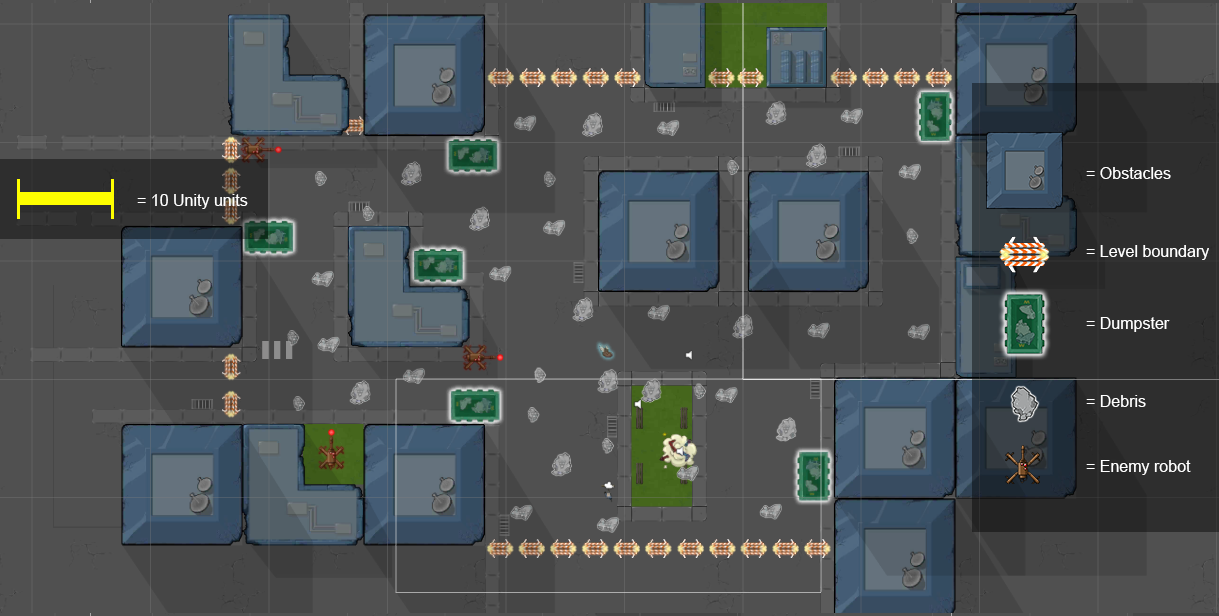 = 10 Unity units
= Obstacles
= Level boundary
= Dumpster
= Debris
= Enemy robot